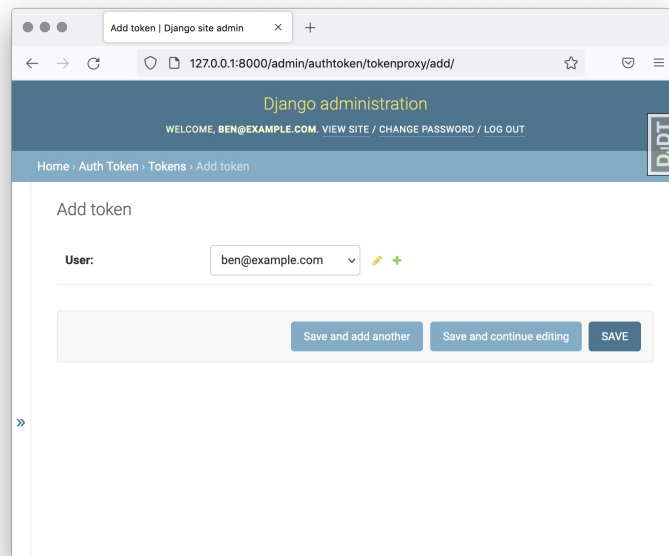 Add token | Django site admin
127.0.0.1:8000/admin/authtoken/tokenproxy/add/
Django administration
WELCOME, BEN@EXAMPLE.COM. VIEW SITE / CHANGE PASSWORD / LOG OUT
DjDT
Home › Auth Token › Tokens › Add token
Add token
User:
ben@example.com
Save and add another
Save and continue editing
SAVE
»